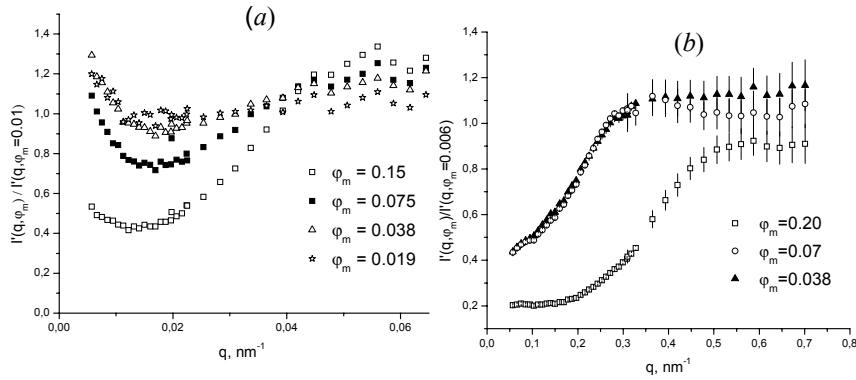 (a)
I'(q,φm) / I'(q,φm=0.01)
1,4
1,2
1,0
0,8
0,6
0,4
0,2
0,0
0,00 0,02 0,04 0,06
q, nm-1
φm = 0.15
φm = 0.075
φm = 0.038
φm = 0.019
(b)
I'(q,φm)/I'(q,φm=0.006)
1,4
1,2
1,0
0,8
0,6
0,4
0,2
0,0 0,1 0,2 0,3 0,4 0,5 0,6 0,7 0,8
q, nm-1
φm=0.20
φm=0.07
φm=0.038